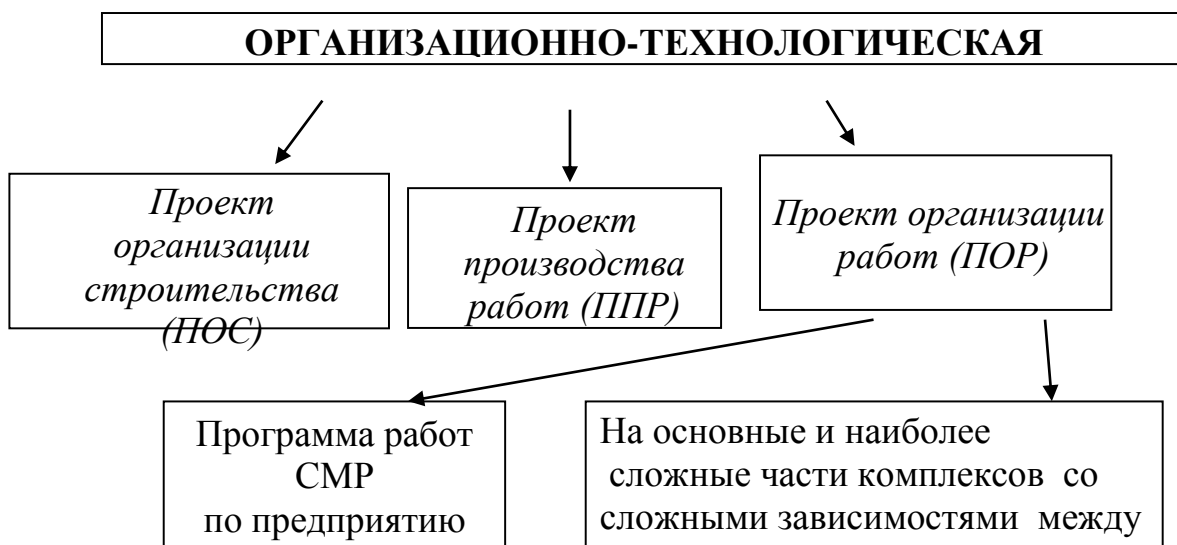 ОРГАНИЗАЦИОННО-ТЕХНОЛОГИЧЕСКАЯ
Проект
организации
строительства
(ПОС)
Проект
производства
работ (ППР)
Проект организации
работ (ПОР)
Программа работ
СМР
по предприятию
На основные и наиболее
сложные части комплексов со
сложными зависимостями между